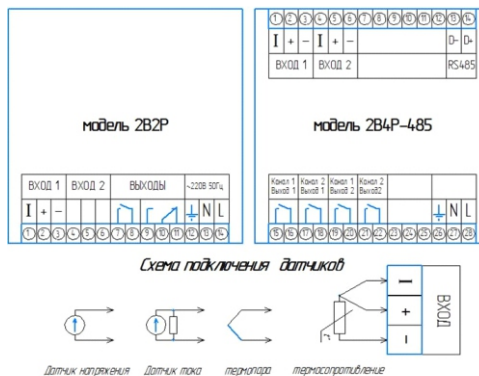 1 2 3 4 5 6 7 8 9 10 11 12 13 14
I + − I + − D− D+
ВХОД 1 ВХОД 2 RS485
модель 2В2Р
модель 2В4Р-485
ВХОД 1 ВХОД 2 ВЫХОДЫ ~220В 50Гц
I + − N L
1 2 3 4 5 6 7 8 9 10 11 12 13 14
Канал 1 Канал 2 Канал 1 Канал 2
Выход 1 Выход 1 Выход 2 Выход2
N L
15 16 17 18 19 20 21 22 23 24 25 26 27 28
Схема подключения датчиков
I
+
−
ВХОД
Датчик напряжения Датчик тока термопара термосопротивление